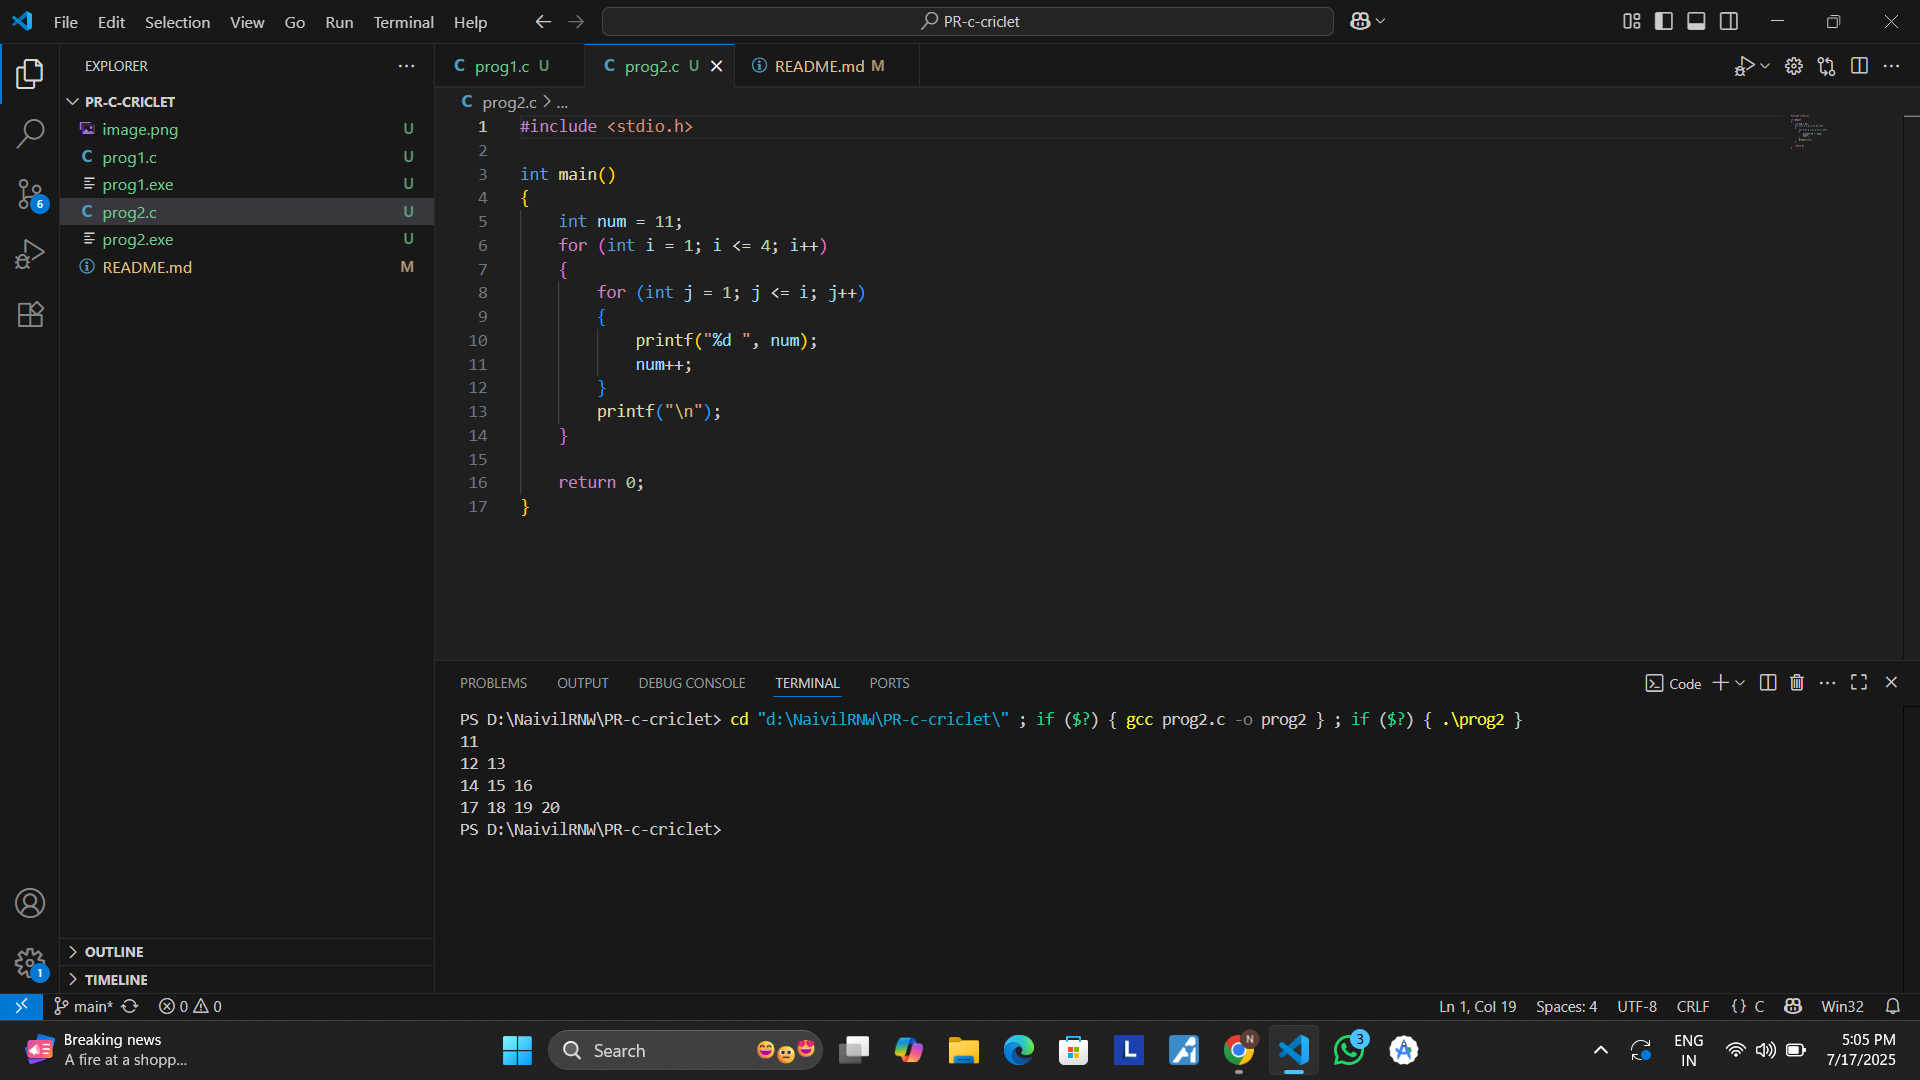 File Edit Selection View Go Run Terminal Help
PR-c-criclet
EXPLORER
PR-C-CRICLET
image.png U
prog1.c U
prog1.exe U
prog2.c U
prog2.exe U
README.md M
6
OUTLINE
TIMELINE
1
C prog1.c U
C prog2.c U
README.md M
C prog2.c > ...
1 #include <stdio.h>
2
3 int main()
4 {
5 int num = 11;
6 for (int i = 1; i <= 4; i++)
7 {
8 for (int j = 1; j <= i; j++)
9 {
10 printf("%d ", num);
11 num++;
12 }
13 printf("\n");
14 }
15
16 return 0;
17 }
PROBLEMS OUTPUT DEBUG CONSOLE TERMINAL PORTS
Code
PS D:\NaivilRNW\PR-c-criclet> cd "d:\NaivilRNW\PR-c-criclet\" ; if ($?) { gcc prog2.c -o prog2 } ; if ($?) { .\prog2 }
11
12 13
14 15 16
17 18 19 20
PS D:\NaivilRNW\PR-c-criclet>
main* 0 0
Ln 1, Col 19 Spaces: 4 UTF-8 CRLF {} C Win32
Breaking news
A fire at a shopp...
Search
L
N
3
ENG
IN
5:05 PM
7/17/2025